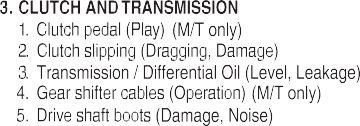 3. CLUTCH AND TRANSMISSION
1. Clutch pedal (Play) (M/T only)
2. Clutch slipping (Dragging, Damage)
3. Transmission / Differential Oil (Level, Leakage)
4. Gear shifter cables (Operation) (M/T only)
5. Drive shaft boots (Damage, Noise)